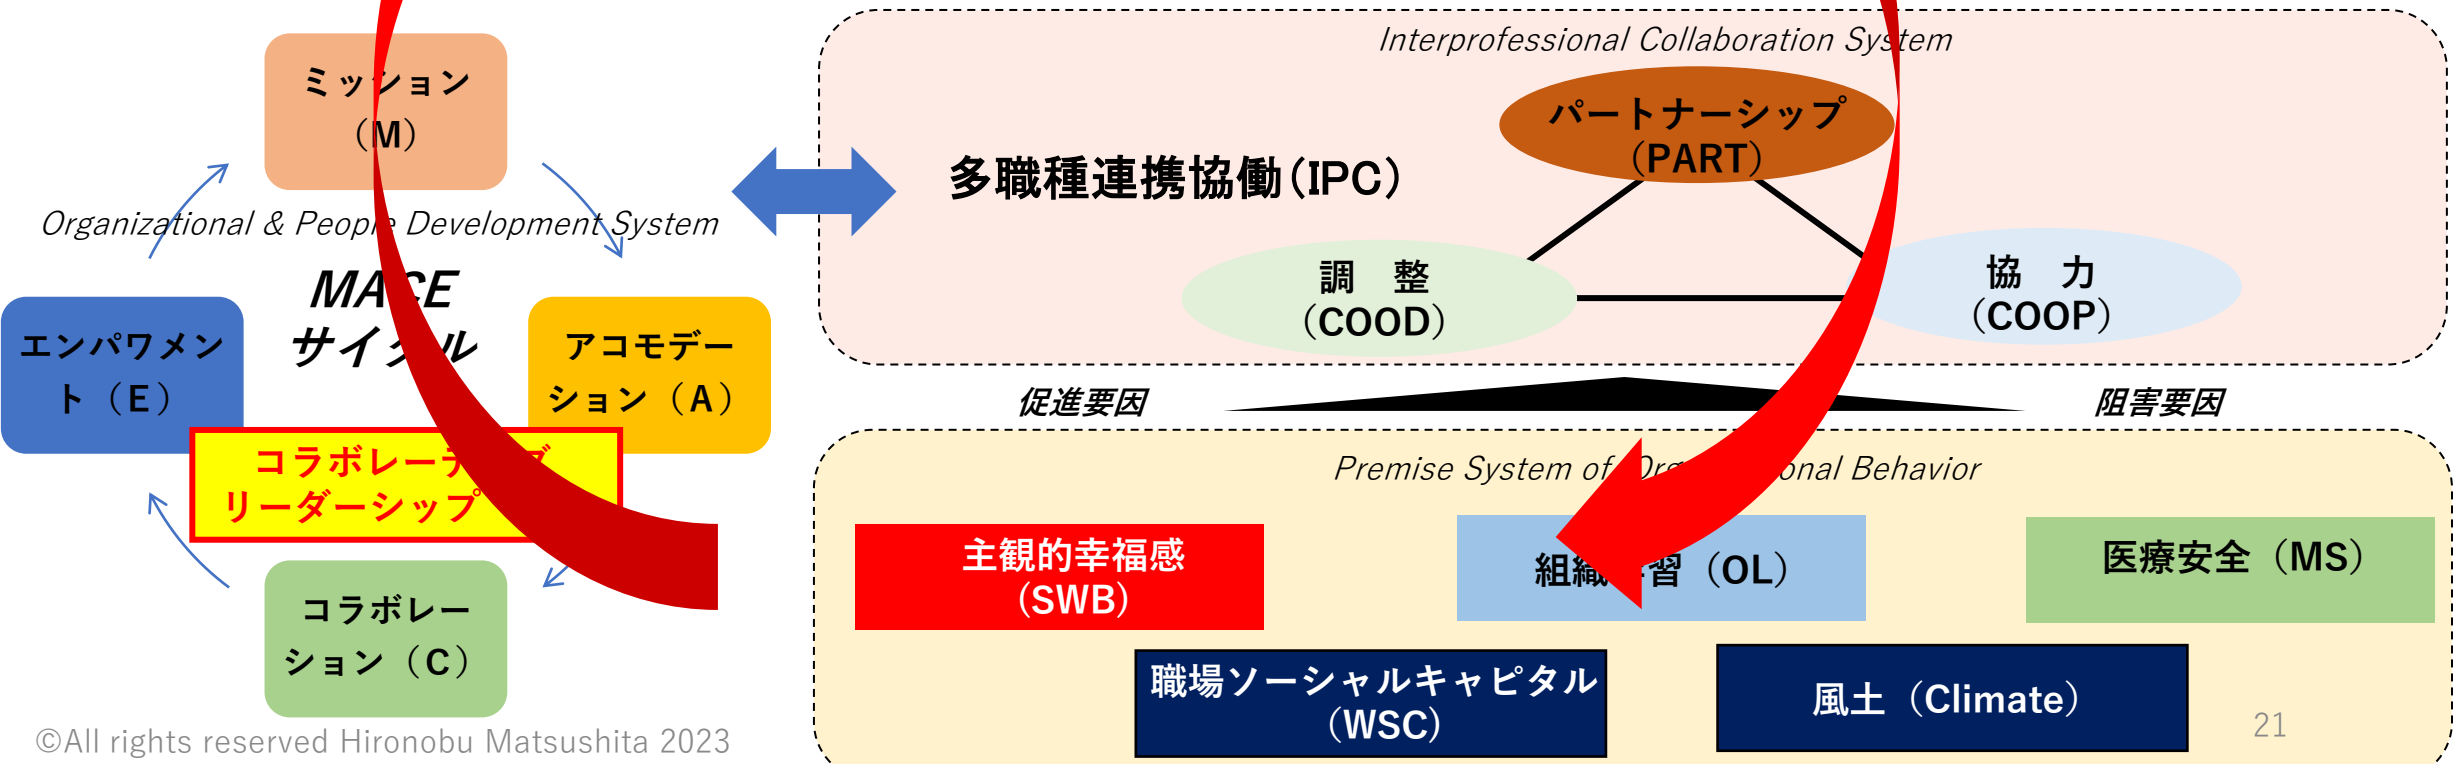 Interprofessional Collaboration System
ミッション
（M）
パートナーシップ
（PART）
多職種連携協働(IPC)
Organizational & People Development System
MACE
サイクル
調　整
（COOD）
協　力
（COOP）
エンパワメン
ト（E）
アコモデー
ション（A）
促進要因
阻害要因
コラボレーティブ
リーダーシップ
Premise System of Organizational Behavior
主観的幸福感
（SWB）
組織学習（OL）
医療安全（MS）
コラボレー
ション（C）
職場ソーシャルキャピタル
（WSC）
風土（Climate）
©All rights reserved Hironobu Matsushita 2023
21